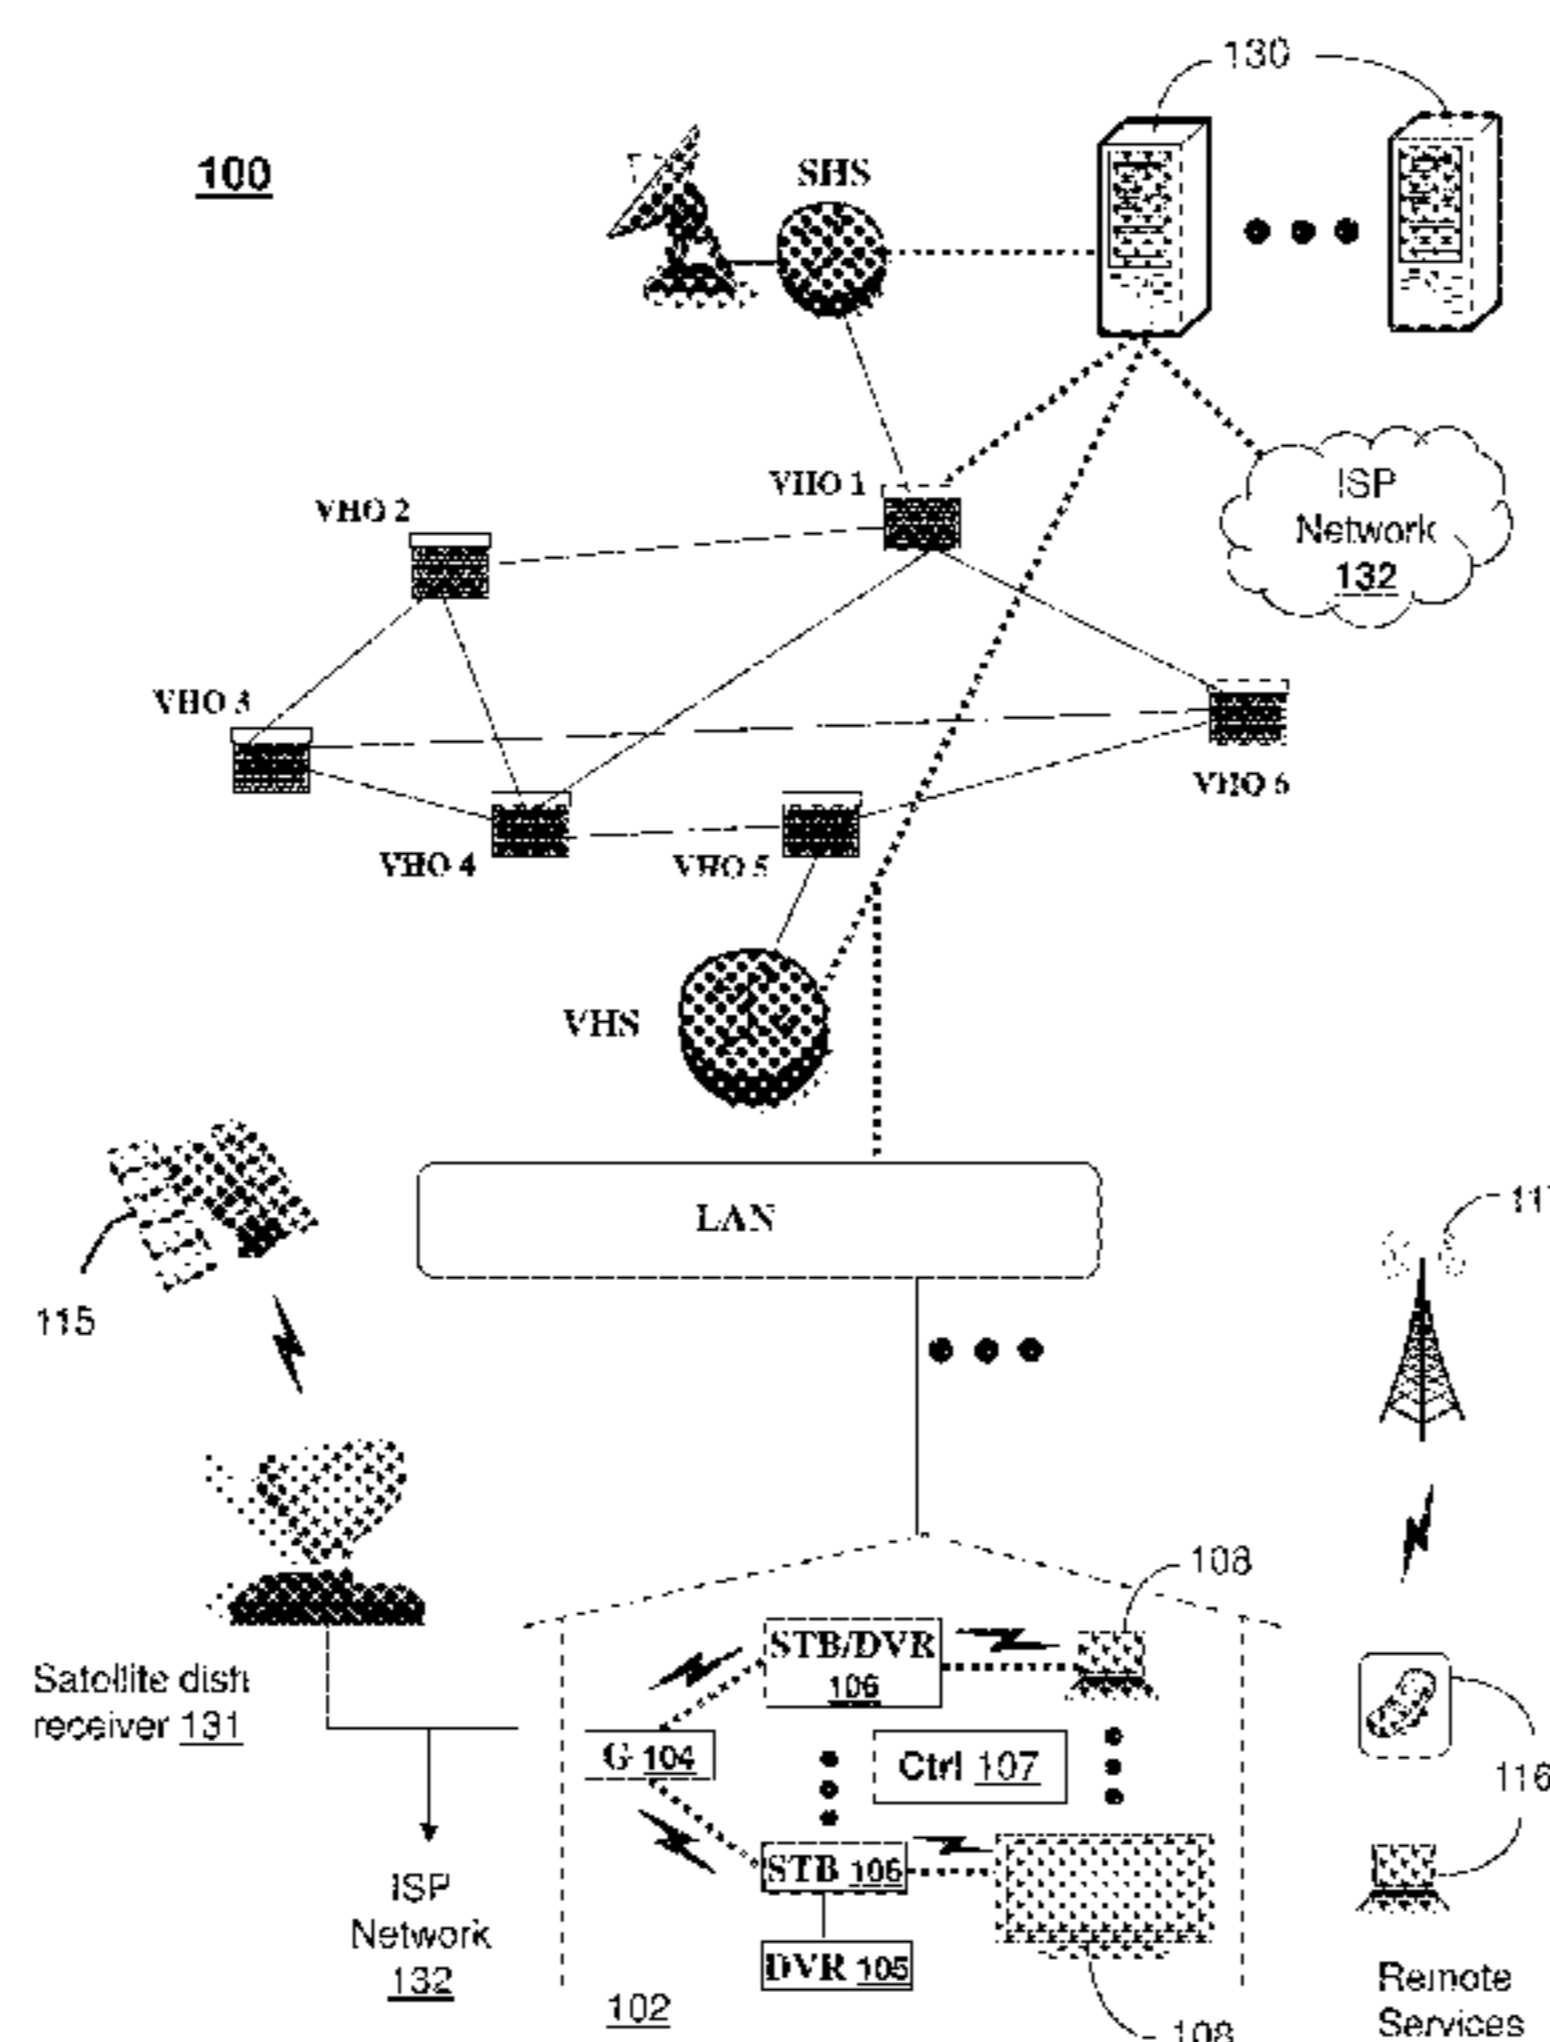 130
100
SHS
VHO 1
ISP
Network
132
VHO 2
VHO 3
VHO 6
VHO 4
VHO 5
VHS
LAN
115
108
Satellite dish
receiver 131
STB/DVR
106
G 104
Ctrl 107
116
STB 106
ISP
Network
132
DVR 105
102
108
Remote
Services